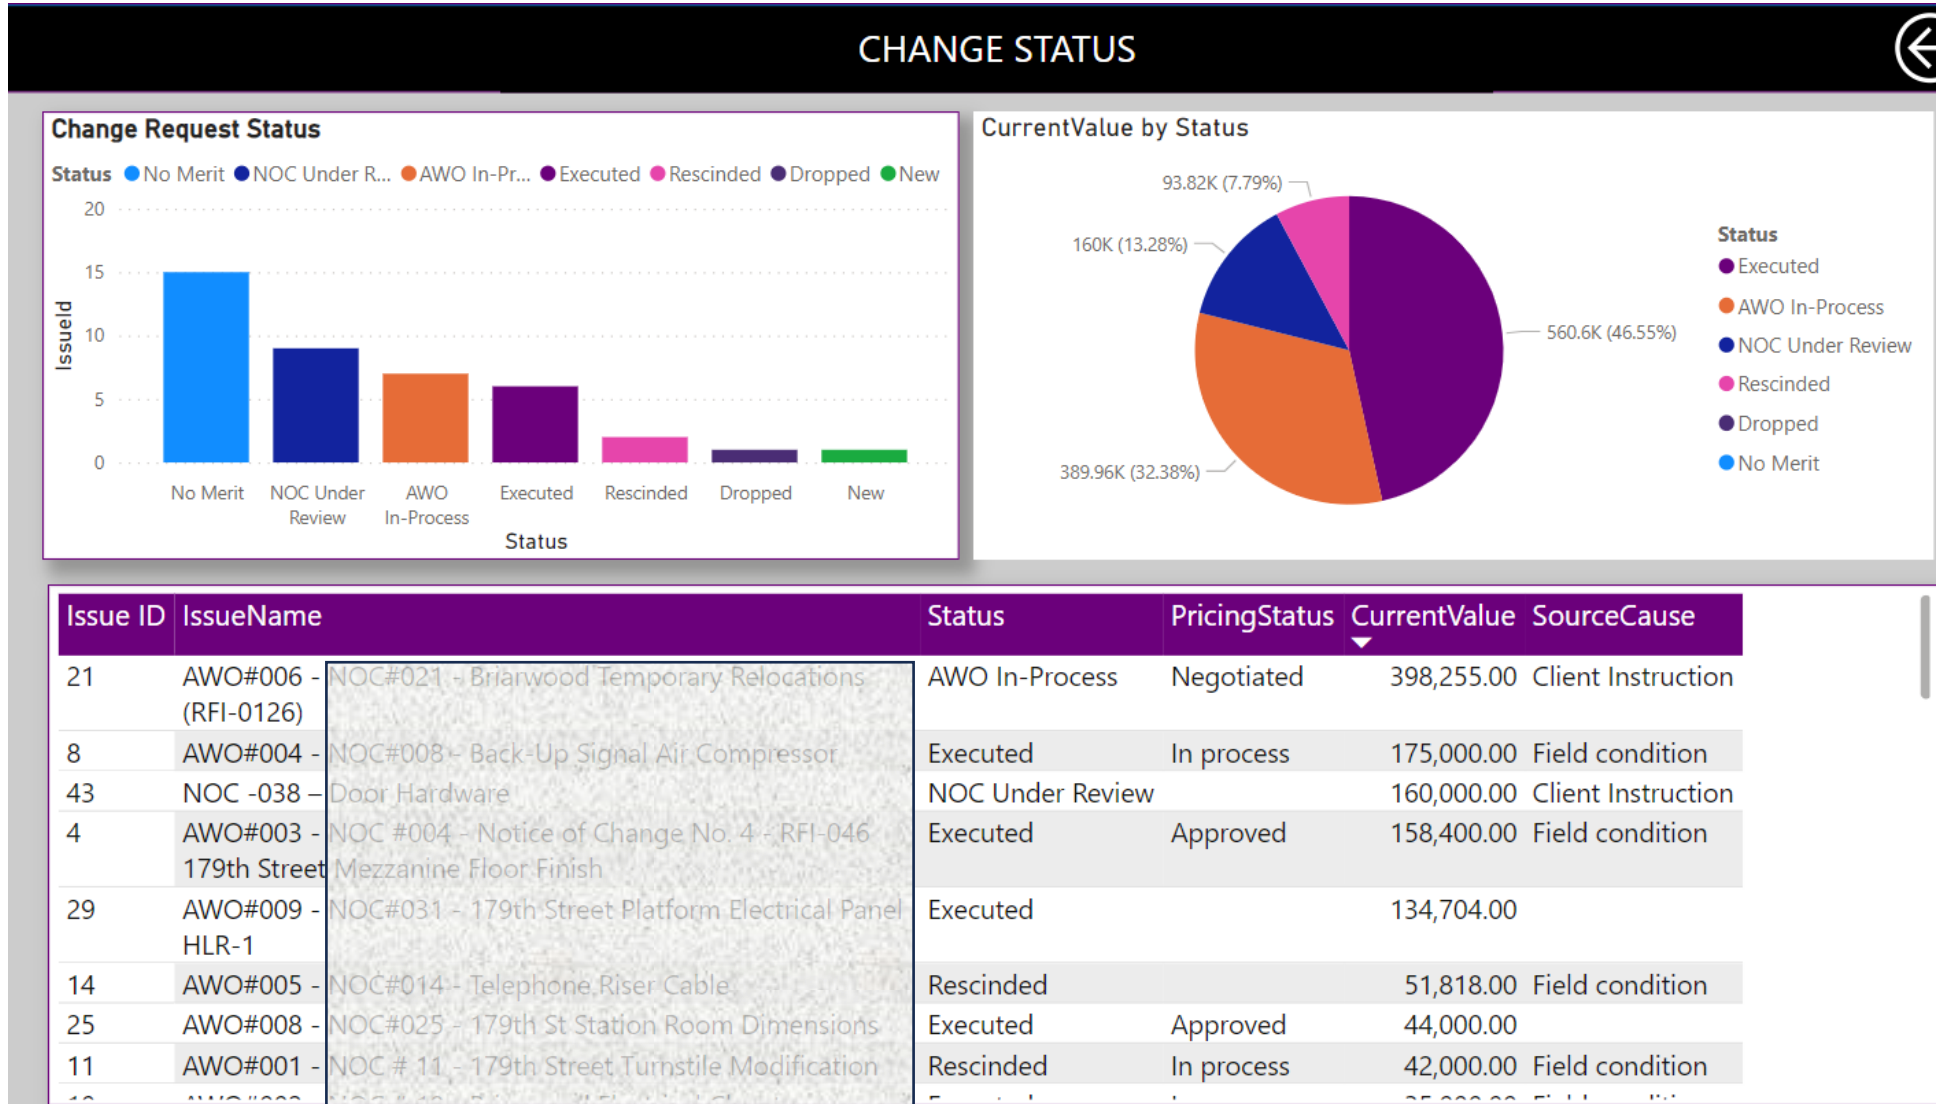 CHANGE STATUS
Change Request Status
Status No Merit NOC Under R... AWO In-Pr... Executed Rescinded Dropped New
20
15
10
5
0
IssueId
No Merit
NOC Under
Review
AWO
In-Process
Executed
Rescinded
Dropped
New
Status
CurrentValue by Status
93.82K (7.79%)
160K (13.28%)
389.96K (32.38%)
560.6K (46.55%)
Status
Executed
AWO In-Process
NOC Under Review
Rescinded
Dropped
No Merit
Issue ID IssueName Status PricingStatus CurrentValue SourceCause
21 AWO#006 - NOC#021 - Briarwood Temporary Relocations AWO In-Process Negotiated 398,255.00 Client Instruction
(RFI-0126)
8 AWO#004 - NOC#008 - Back-Up Signal Air Compressor Executed In process 175,000.00 Field condition
43 NOC -038 – Door Hardware NOC Under Review 160,000.00 Client Instruction
4 AWO#003 - NOC #004 - Notice of Change No. 4 - RFI-046 Executed Approved 158,400.00 Field condition
179th Street Mezzanine Floor Finish
29 AWO#009 - NOC#031 - 179th Street Platform Electrical Panel Executed 134,704.00
HLR-1
14 AWO#005 - NOC#014 - Telephone Riser Cable Rescinded 51,818.00 Field condition
25 AWO#008 - NOC#025 - 179th St Station Room Dimensions Executed Approved 44,000.00
11 AWO#001 - NOC # 11 - 179th Street Turnstile Modification Rescinded In process 42,000.00 Field condition